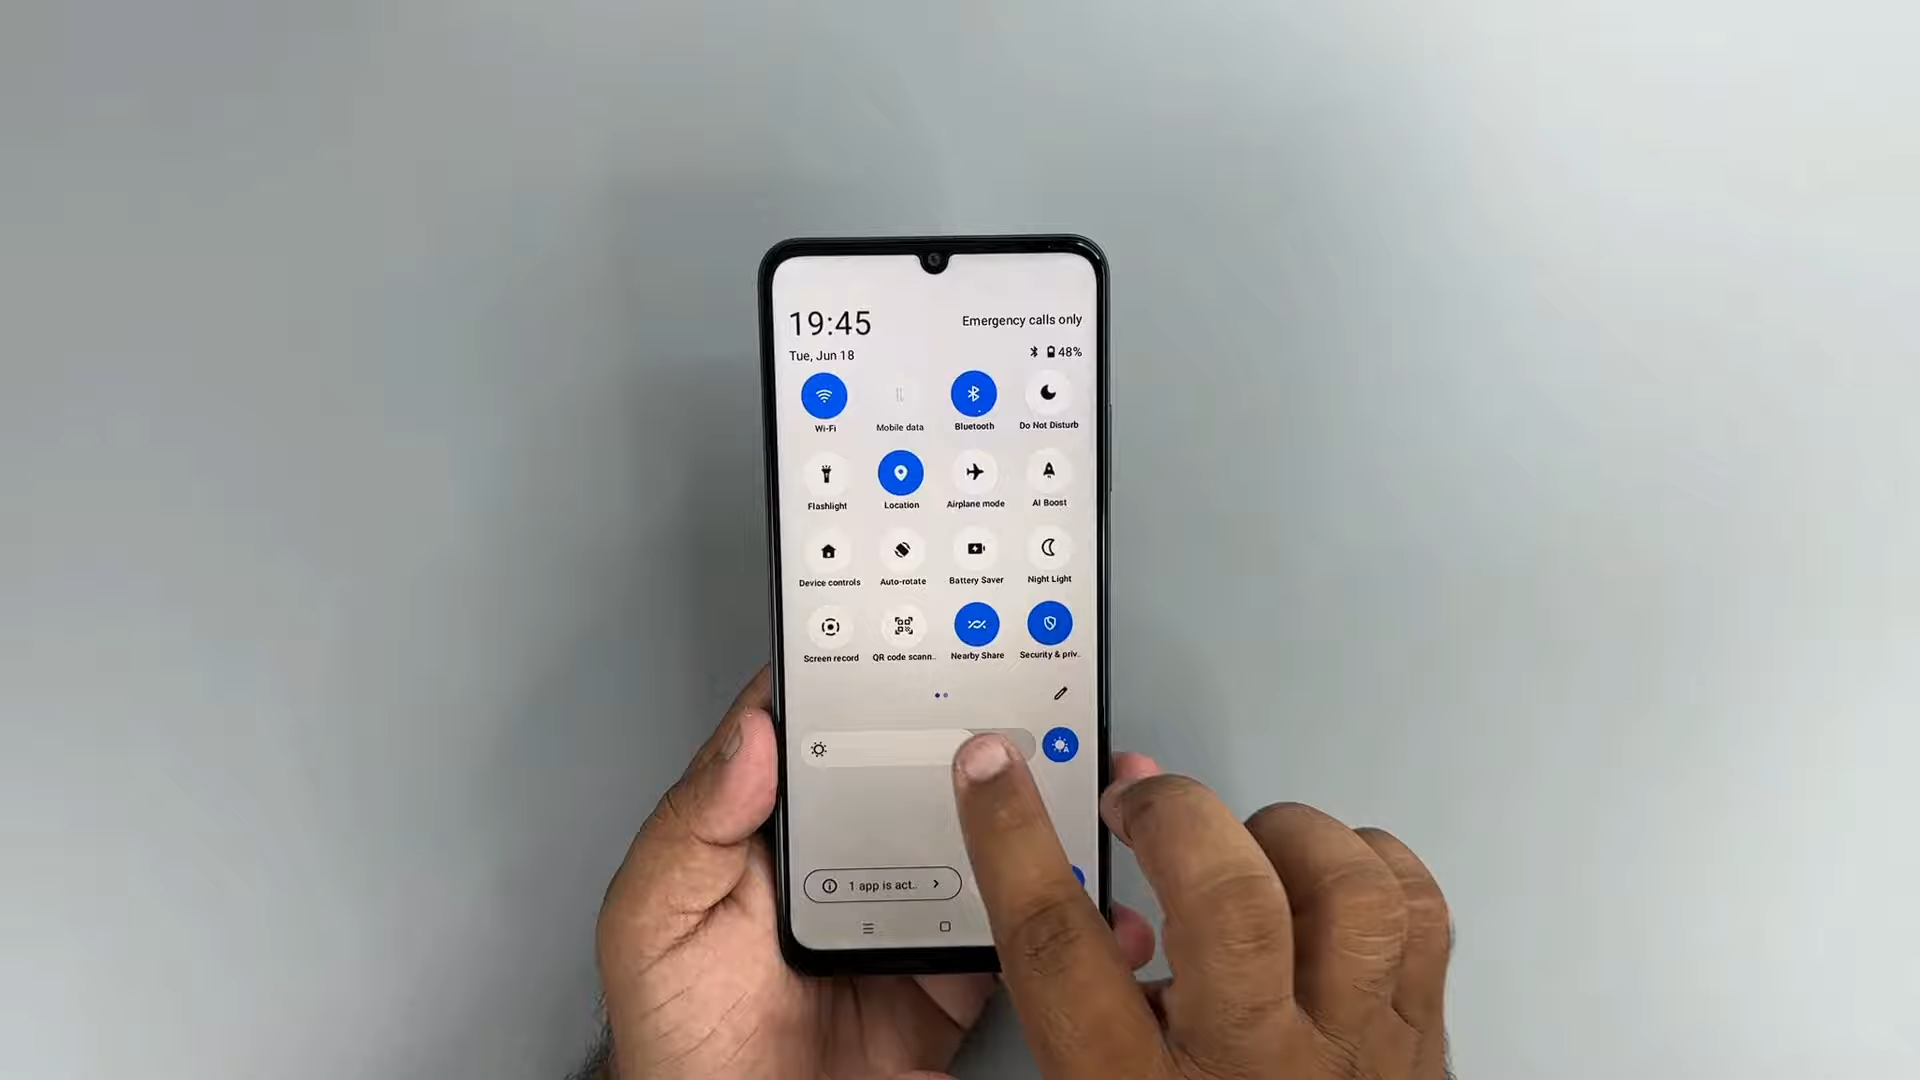 19:45
Emergency calls only
Tue, Jun 18
48%
Wi-Fi
Mobile data
Bluetooth
Do Not Disturb
Flashlight
Location
Airplane mode
AI Boost
Device controls
Auto-rotate
Battery Saver
Night Light
Screen record
QR code scann..
Nearby Share
Security & priv..
A
1 app is act..